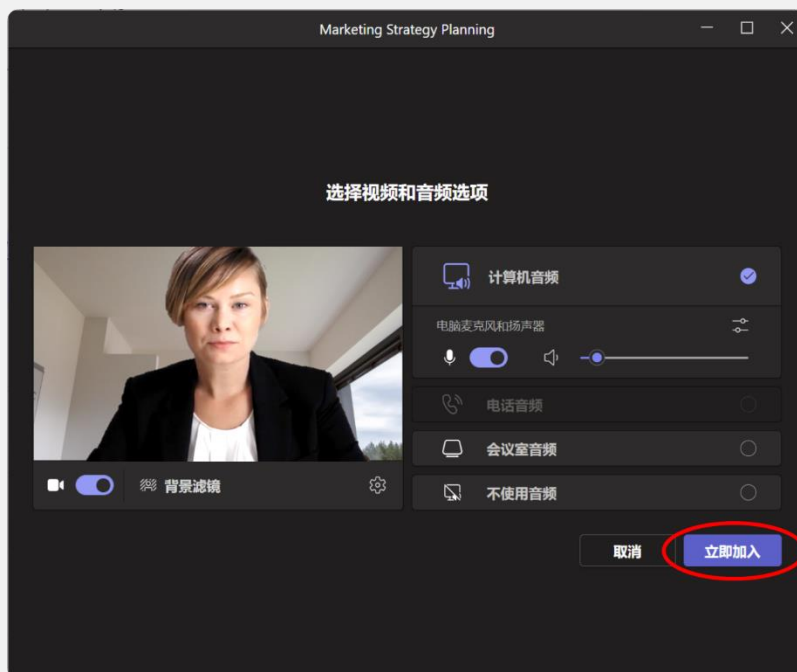 Marketing Strategy Planning
选择视频和音频选项
计算机音频
电脑麦克风和扬声器
电话音频
会议室音频
背景滤镜
不使用音频
取消
立即加入